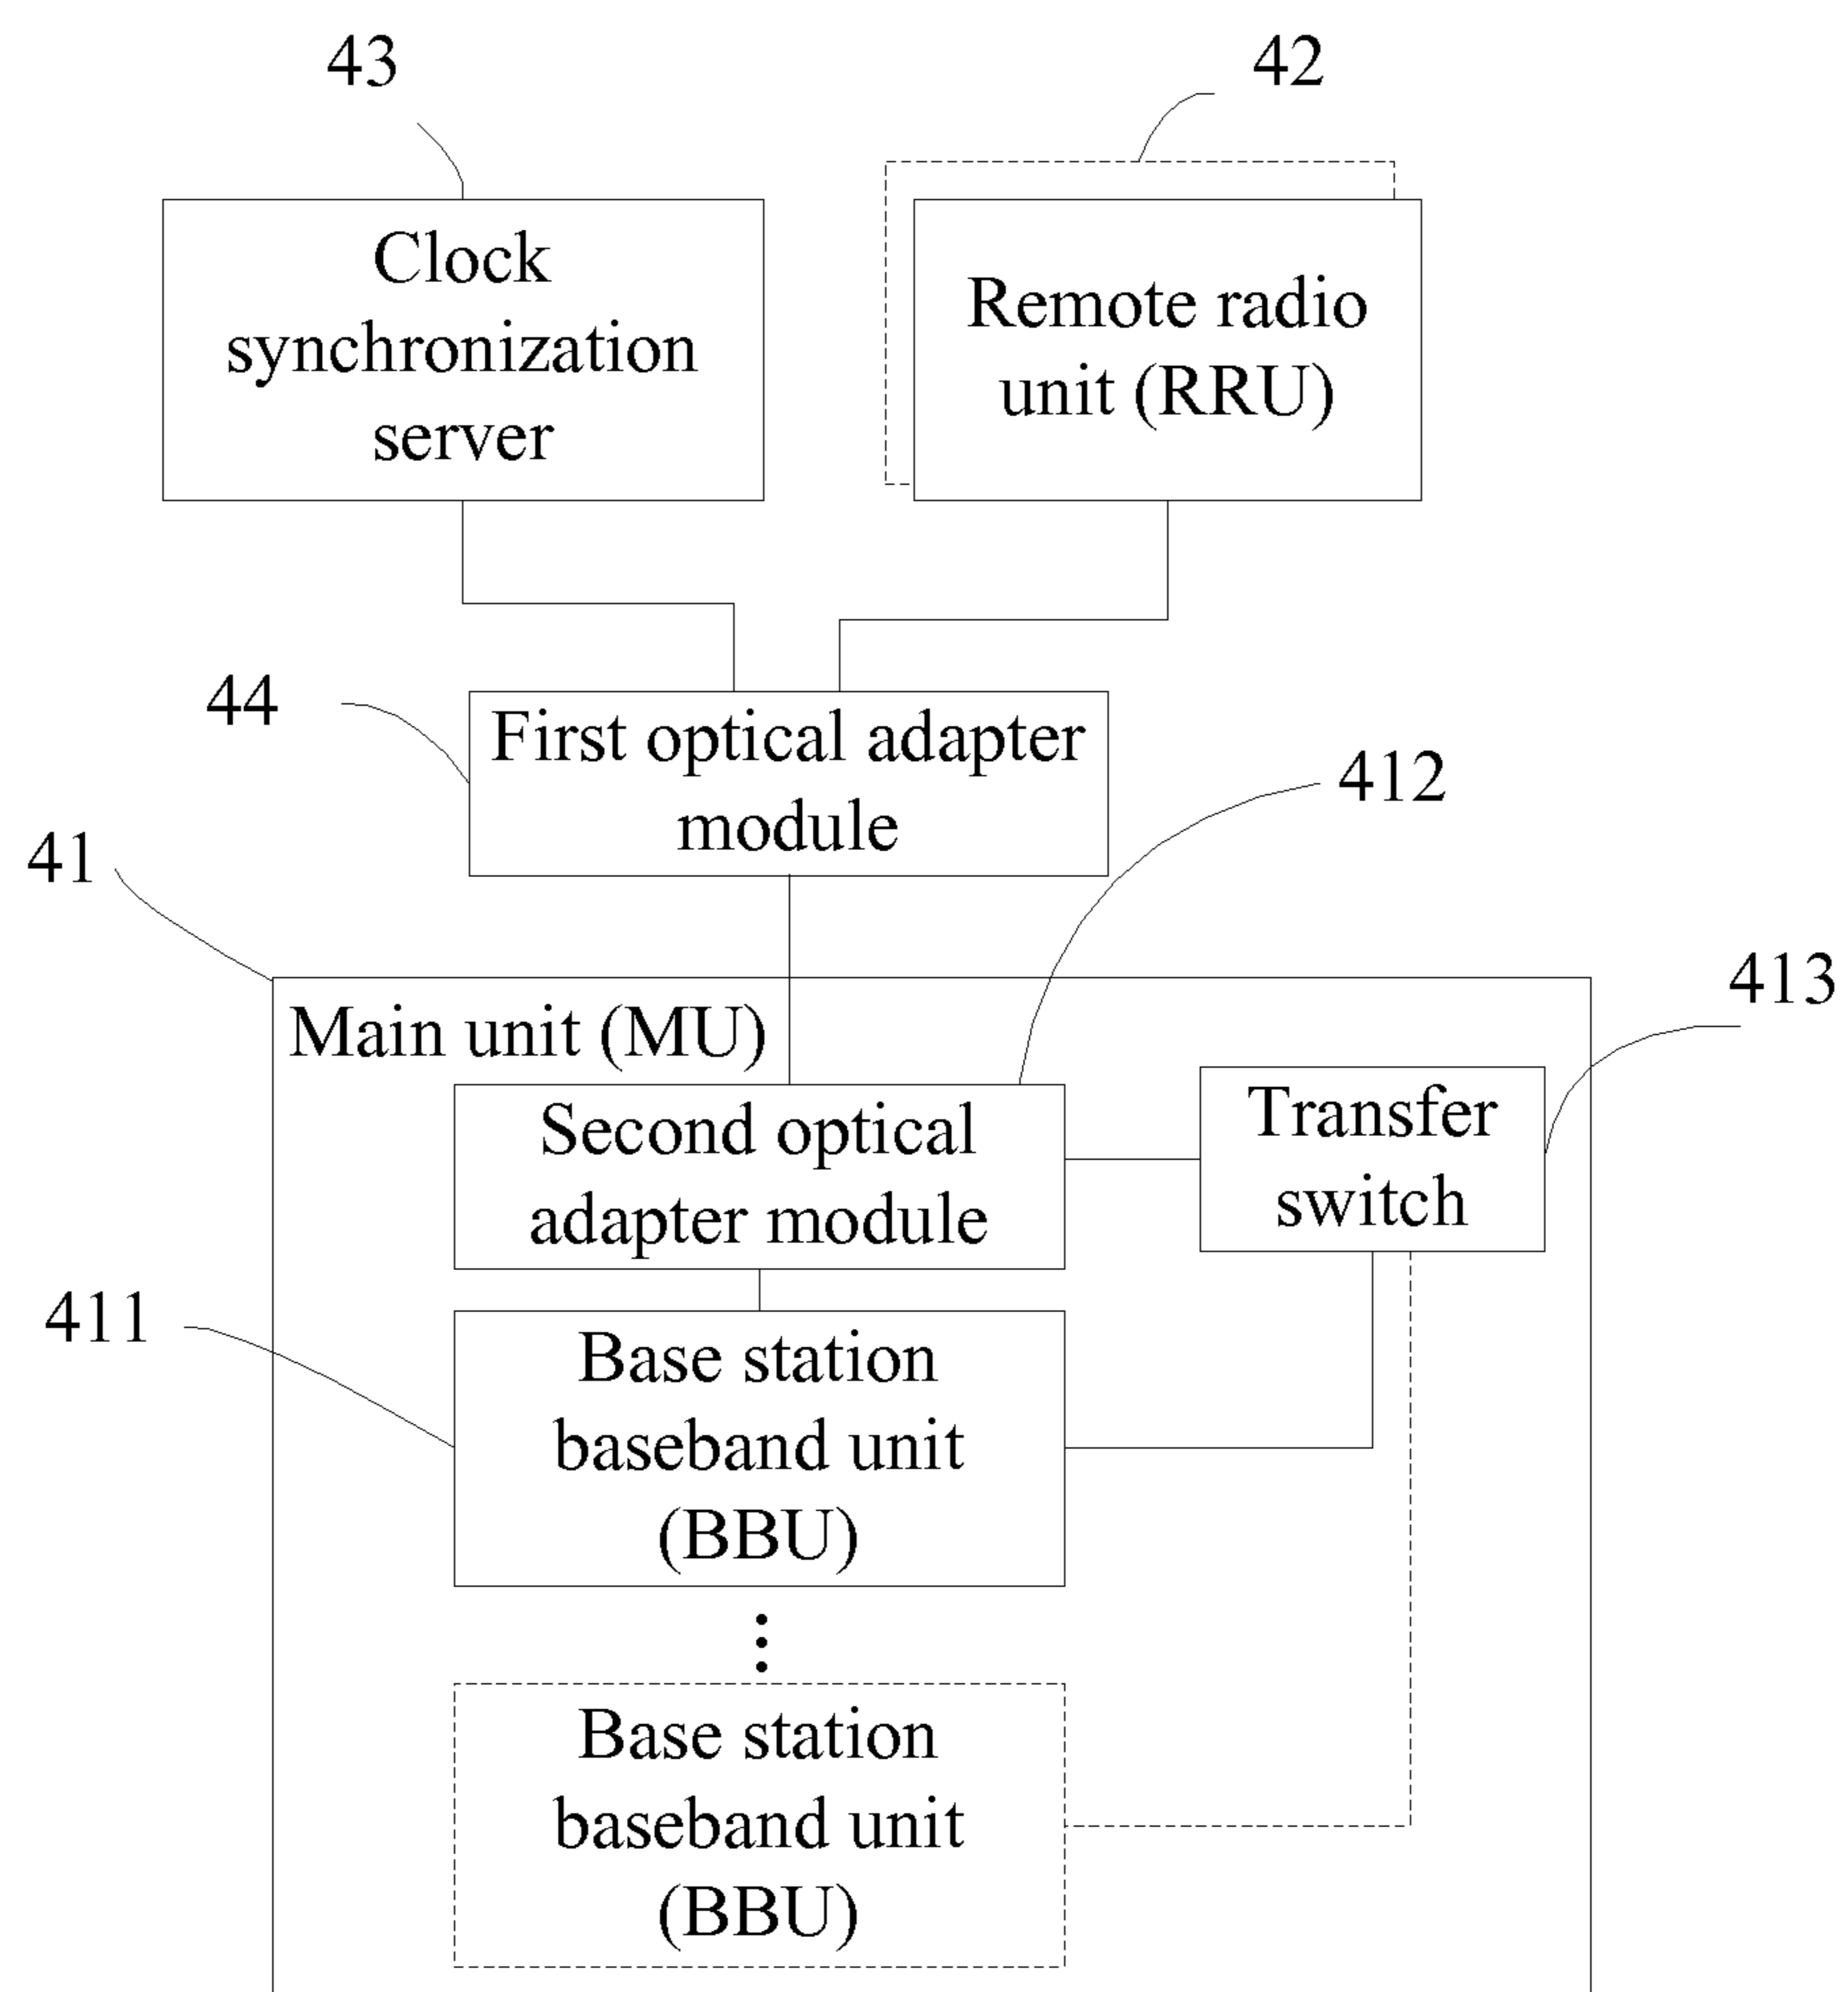 43
42
Clock
synchronization
server
Remote radio
unit (RRU)
44
First optical adapter
module
412
41
413
Main unit (MU)
Second optical
adapter module
Transfer
switch
411
Base station
baseband unit
(BBU)
Base station
baseband unit
(BBU)